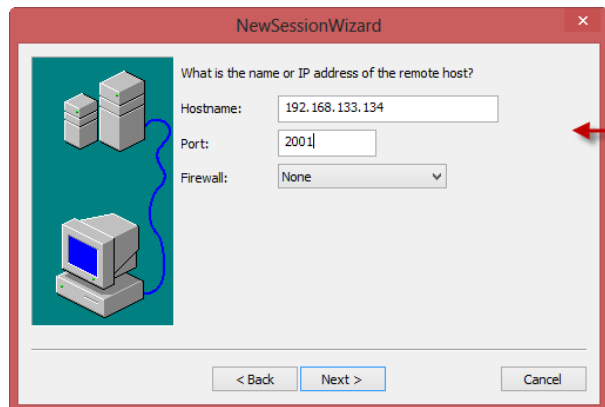 NewSessionWizard
What is the name or IP address of the remote host?
Hostname: 192.168.133.134
Port: 2001
Firewall: None
< Back Next > Cancel